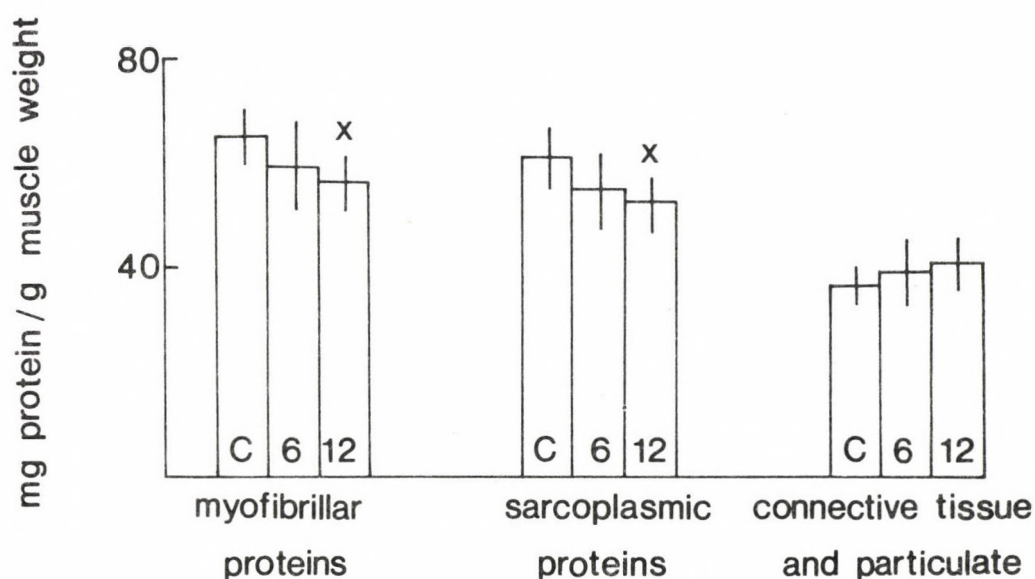 mg protein / g muscle weight
80
40
x
x
C 6 12
C 6 12
C 6 12
myofibrillar
proteins
sarcoplasmic
proteins
connective tissue
and particulate